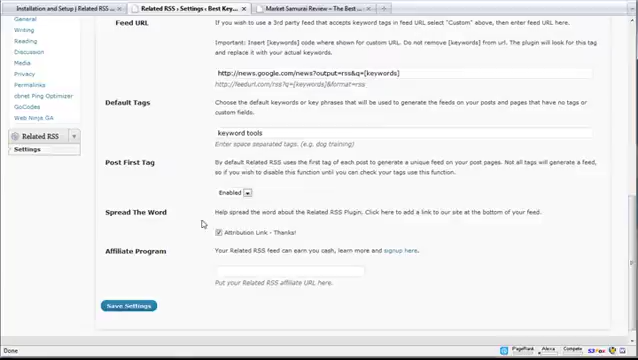 Installation and Setup | Related RSS ...
Related RSS › Settings ‹ Best Key...
Market Samurai Review – The Best ...
General
Writing
Reading
Discussion
Media
Privacy
Permalinks
cbnet Ping Optimizer
GoCodes
Web Ninja GA
Related RSS
Settings
Feed URL
If you wish to use a 3rd party feed that accepts keyword tags in feed URL select "Custom" above, then enter feed URL here.
Important: Insert [keywords] code where shown for custom URL. Do not remove [keywords] from url. The plugin will look for this tag
and replace it with your actual keywords.
http://news.google.com/news?output=rss&q=[keywords]
http://feedurl.com/rss?q=[keywords]&format=rss
Default Tags
Choose the default keywords or key phrases that will be used to generate the feeds on your posts and pages that have no tags or
custom fields.
keyword tools
Enter space separated tags. (e.g. dog training)
Post First Tag
By default Related RSS uses the first tag of each post to generate a unique feed on your post pages. Not all tags will generate a feed,
so if you wish to disable this function until you can check your tags use this function.
Enabled
Spread The Word
Help spread the word about the Related RSS Plugin. Click here to add a link to our site at the bottom of your feed.
Attribution Link - Thanks!
Affiliate Program
Your Related RSS feed can earn you cash, learn more and signup here.
Put your Related RSS affiliate URL here.
Save Settings
Done
PageRank
Alexa
Compete
S3Fox